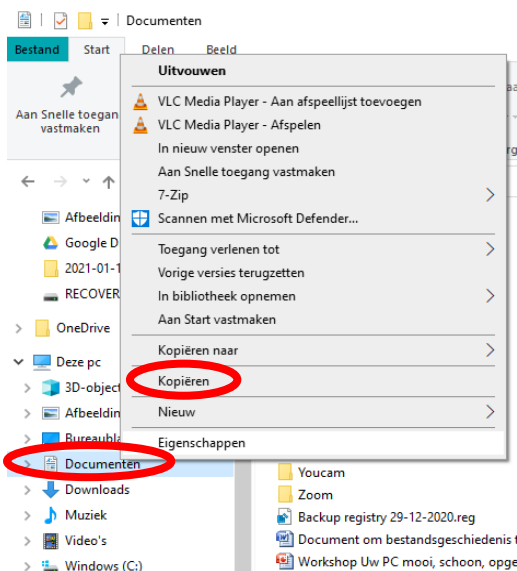 Documenten
Bestand Start Delen Beeld
Uitvouwen
VLC Media Player - Aan afspeellijst toevoegen
VLC Media Player - Afspelen
In nieuw venster openen
Aan Snelle toegang vastmaken
7-Zip
Scannen met Microsoft Defender...
Toegang verlenen tot
Vorige versies terugzetten
In bibliotheek opnemen
Aan Start vastmaken
Kopiëren naar
Kopiëren
Nieuw
Eigenschappen
Aan Snelle toegan
vastmaken
Afbeeldin
Google D
2021-01-1
RECOVER
OneDrive
Deze pc
3D-object
Afbeeldin
Bureaubla
Documenten
Downloads
Muziek
Video's
Windows (C:)
Youcam
Zoom
Backup registry 29-12-2020.reg
Document om bestandsgeschiedenis t
Workshop Uw PC mooi, schoon, opge